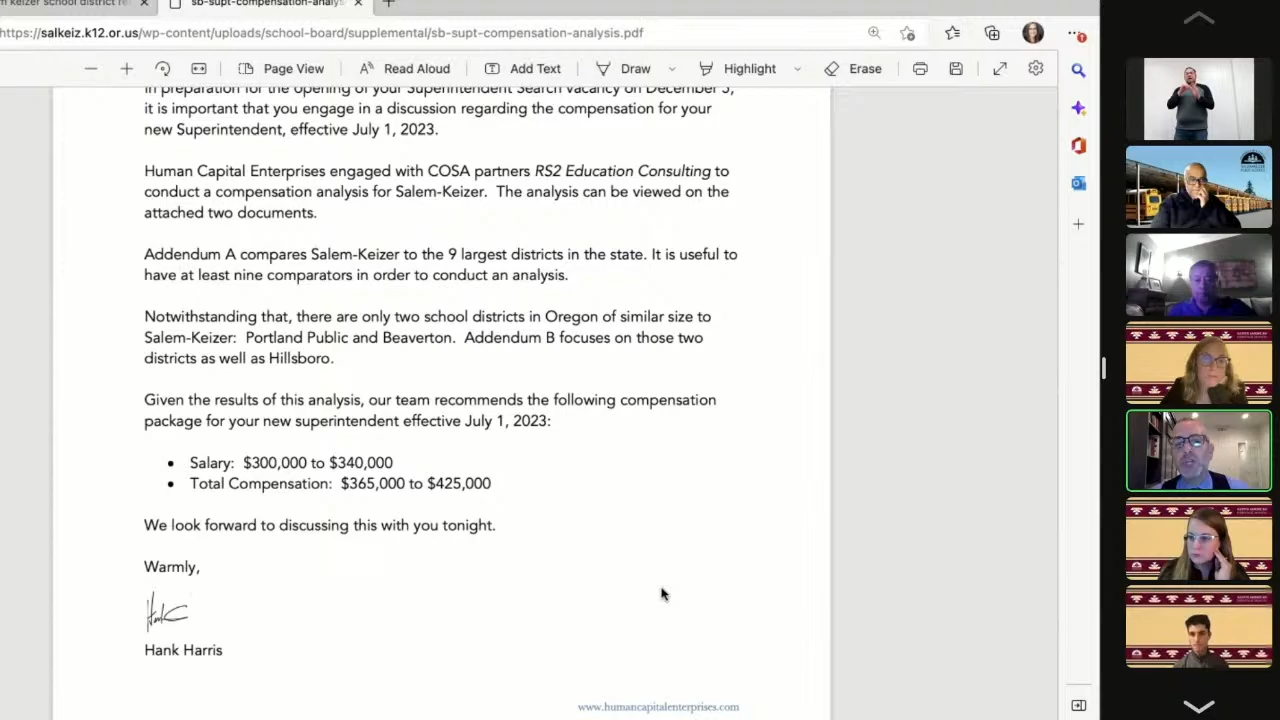 m keizer school district re
sb-supt-compensation-analys
https://salkeiz.k12.or.us/wp-content/uploads/school-board/supplemental/sb-supt-compensation-analysis.pdf
Page View
Read Aloud
Add Text
Draw
Highlight
Erase
In preparation for the opening of your Superintendent Search vacancy on December 5,
it is important that you engage in a discussion regarding the compensation for your
new Superintendent, effective July 1, 2023.
Human Capital Enterprises engaged with COSA partners RS2 Education Consulting to
conduct a compensation analysis for Salem-Keizer. The analysis can be viewed on the
attached two documents.
Addendum A compares Salem-Keizer to the 9 largest districts in the state. It is useful to
have at least nine comparators in order to conduct an analysis.
Notwithstanding that, there are only two school districts in Oregon of similar size to
Salem-Keizer: Portland Public and Beaverton. Addendum B focuses on those two
districts as well as Hillsboro.
Given the results of this analysis, our team recommends the following compensation
package for your new superintendent effective July 1, 2023:
• Salary: $300,000 to $340,000
• Total Compensation: $365,000 to $425,000
We look forward to discussing this with you tonight.
Warmly,
Hank Harris
www.humancapitalenterprises.com